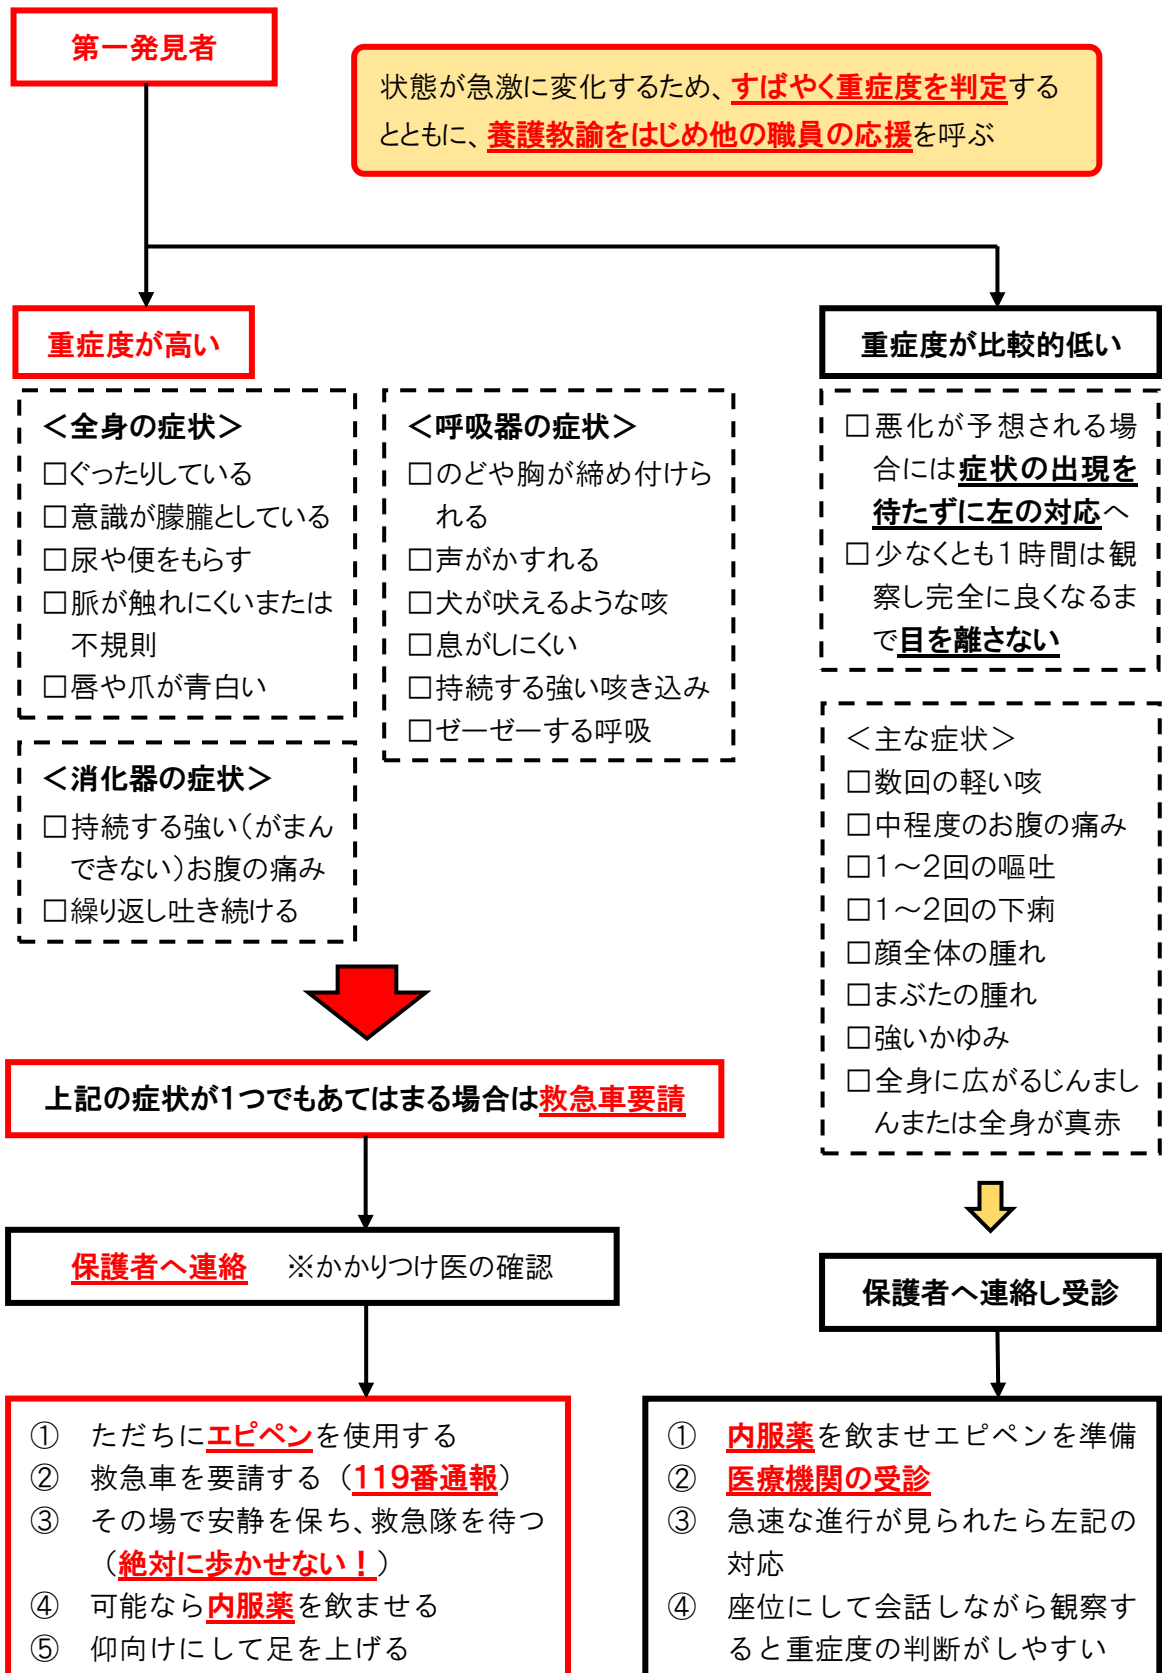 第一発見者
状態が急激に変化するため、すばやく重症度を判定する
とともに、養護教諭をはじめ他の職員の応援を呼ぶ
重症度が高い
＜全身の症状＞
□ぐったりしている
□意識が朦朧としている
□尿や便をもらす
□脈が触れにくいまたは
不規則
□唇や爪が青白い
＜消化器の症状＞
□持続する強い（がまん
できない）お腹の痛み
□繰り返し吐き続ける
＜呼吸器の症状＞
□のどや胸が締め付けら
れる
□声がかすれる
□犬が吠えるような咳
□息がしにくい
□持続する強い咳き込み
□ゼーゼーする呼吸
上記の症状が1つでもあてはまる場合は救急車要請
保護者へ連絡　※かかりつけ医の確認
①　ただちにエピペンを使用する
②　救急車を要請する（119番通報）
③　その場で安静を保ち、救急隊を待つ
（絶対に歩かせない！）
④　可能なら内服薬を飲ませる
⑤　仰向けにして足を上げる
重症度が比較的低い
□悪化が予想される場
合には症状の出現を
待たずに左の対応へ
□少なくとも1時間は観
察し完全に良くなるま
で目を離さない
＜主な症状＞
□数回の軽い咳
□中程度のお腹の痛み
□1～2回の嘔吐
□1～2回の下痢
□顔全体の腫れ
□まぶたの腫れ
□強いかゆみ
□全身に広がるじんまし
んまたは全身が真赤
保護者へ連絡し受診
①　内服薬を飲ませエピペンを準備
②　医療機関の受診
③　急速な進行が見られたら左記の
対応
④　座位にして会話しながら観察す
ると重症度の判断がしやすい